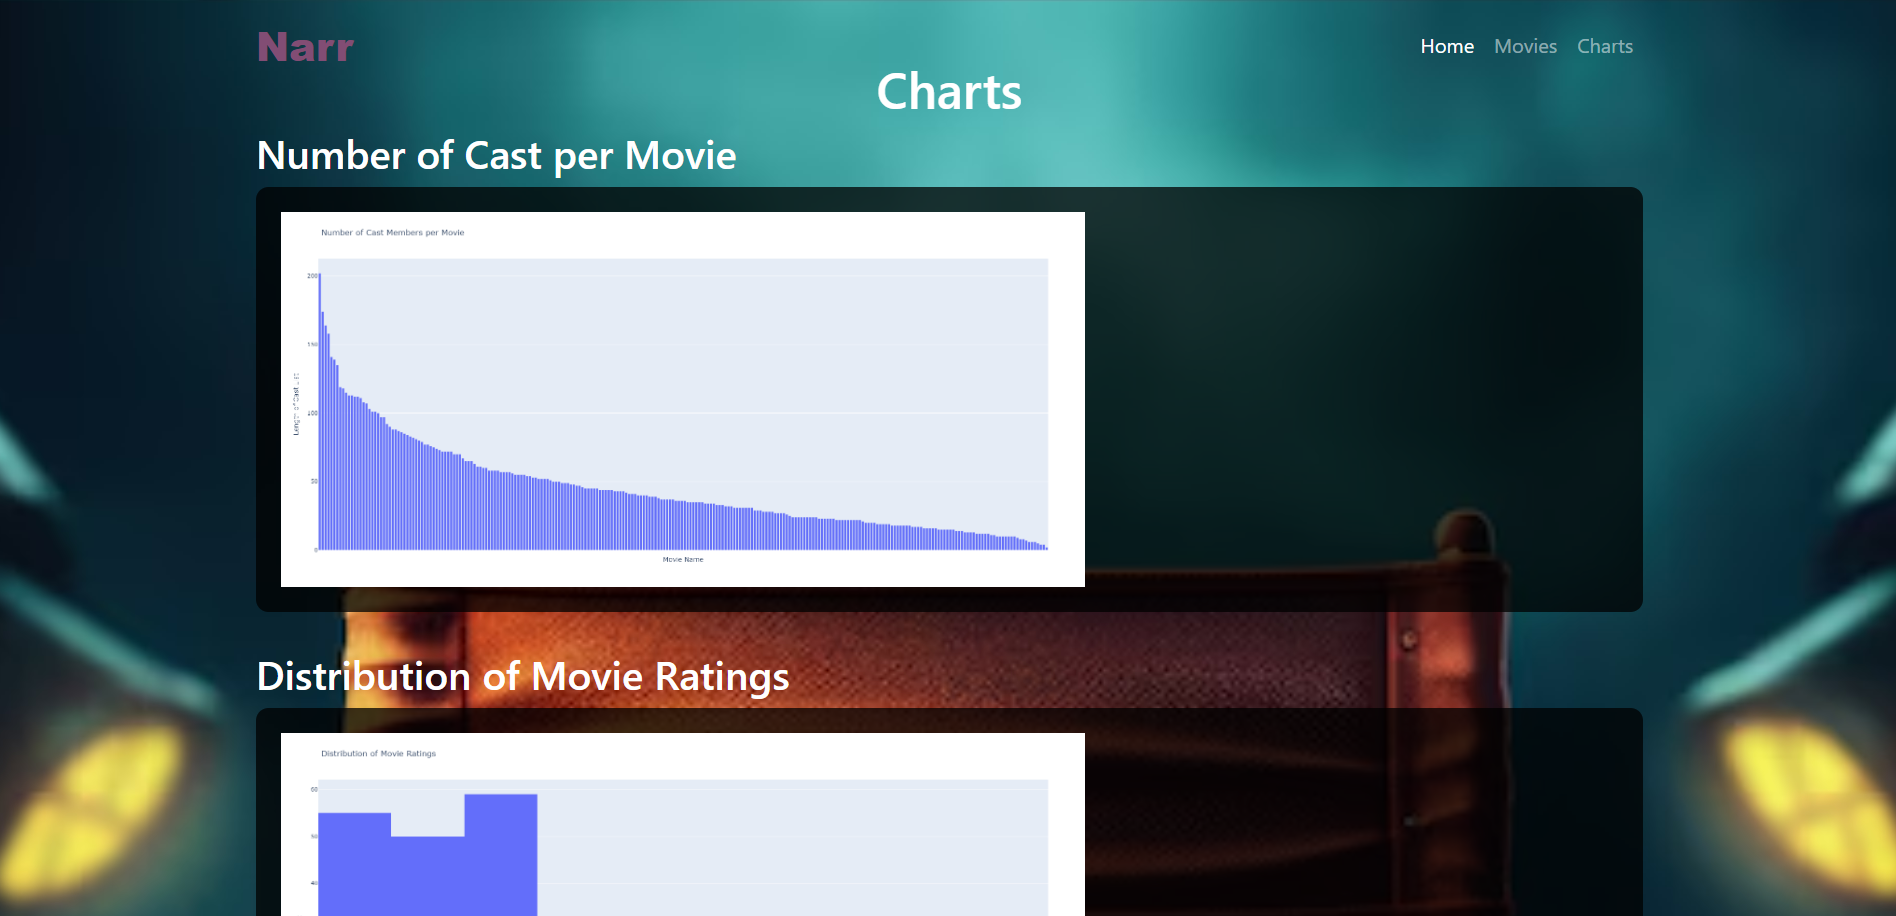 Narr
Home Movies Charts
Charts
Number of Cast per Movie
Number of Cast Members per Movie
200
150
100
50
0
Length of Cast
Movie Name
Distribution of Movie Ratings
Distribution of Movie Ratings
60
50
40